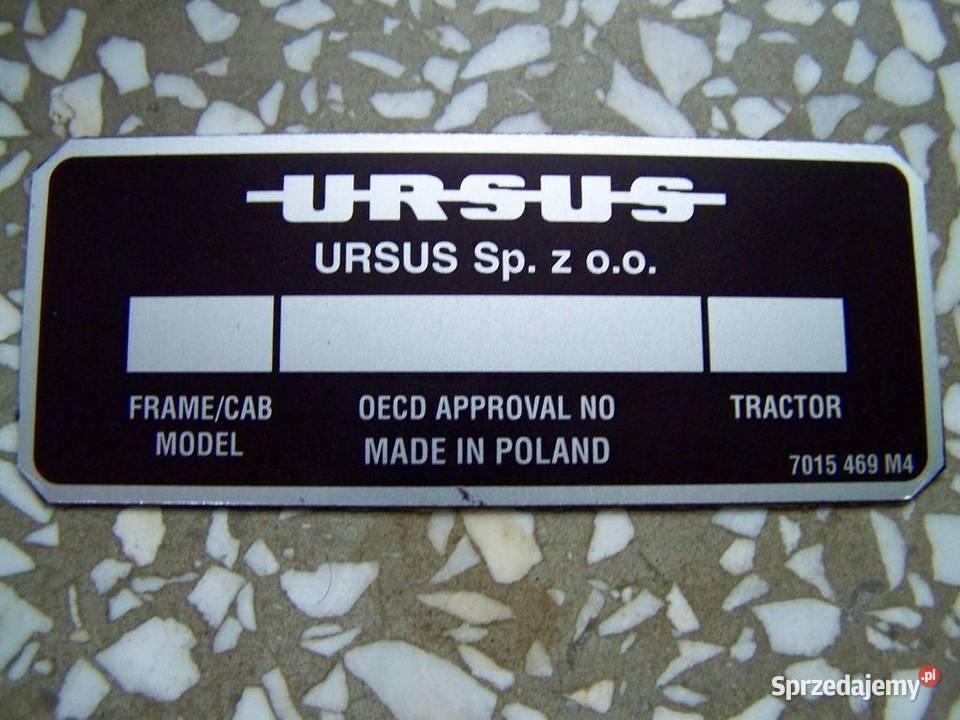 URSUS
URSUS Sp. z o.o.
FRAME/CAB MODEL
OECD APPROVAL NO
TRACTOR
MADE IN POLAND
7015 469 M4
Sprzedajemy.pl